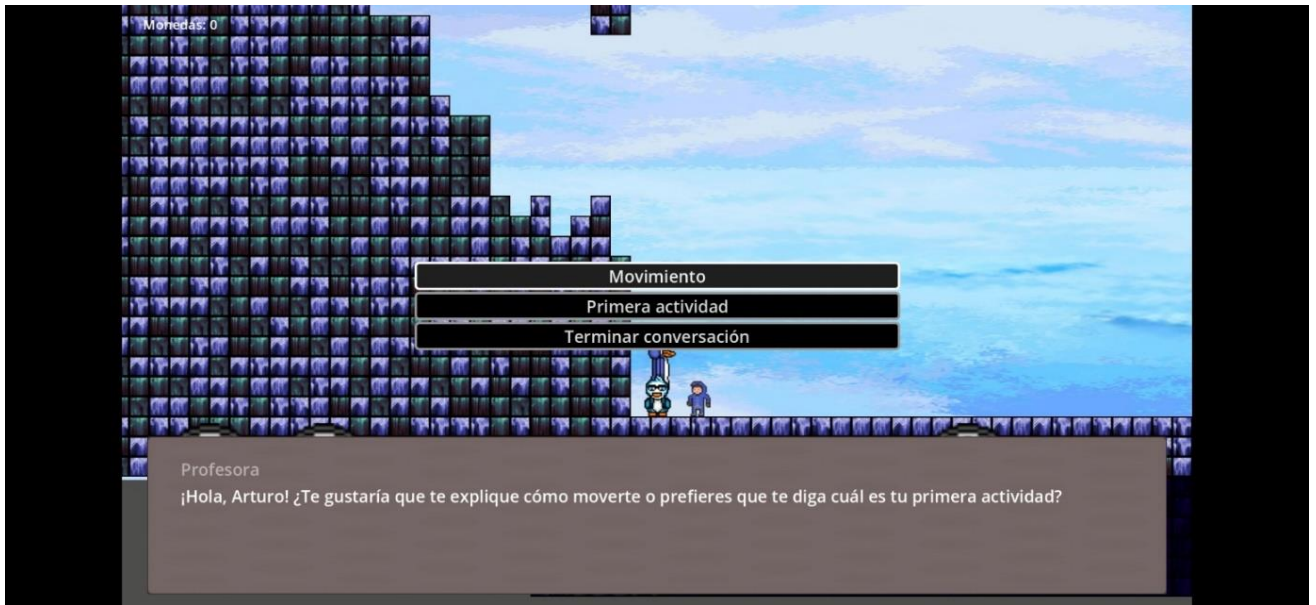 Monedas: 0
Movimiento
Primera actividad
Terminar conversación
Profesora
¡Hola, Arturo! ¿Te gustaría que te explique cómo moverte o prefieres que te diga cuál es tu primera actividad?